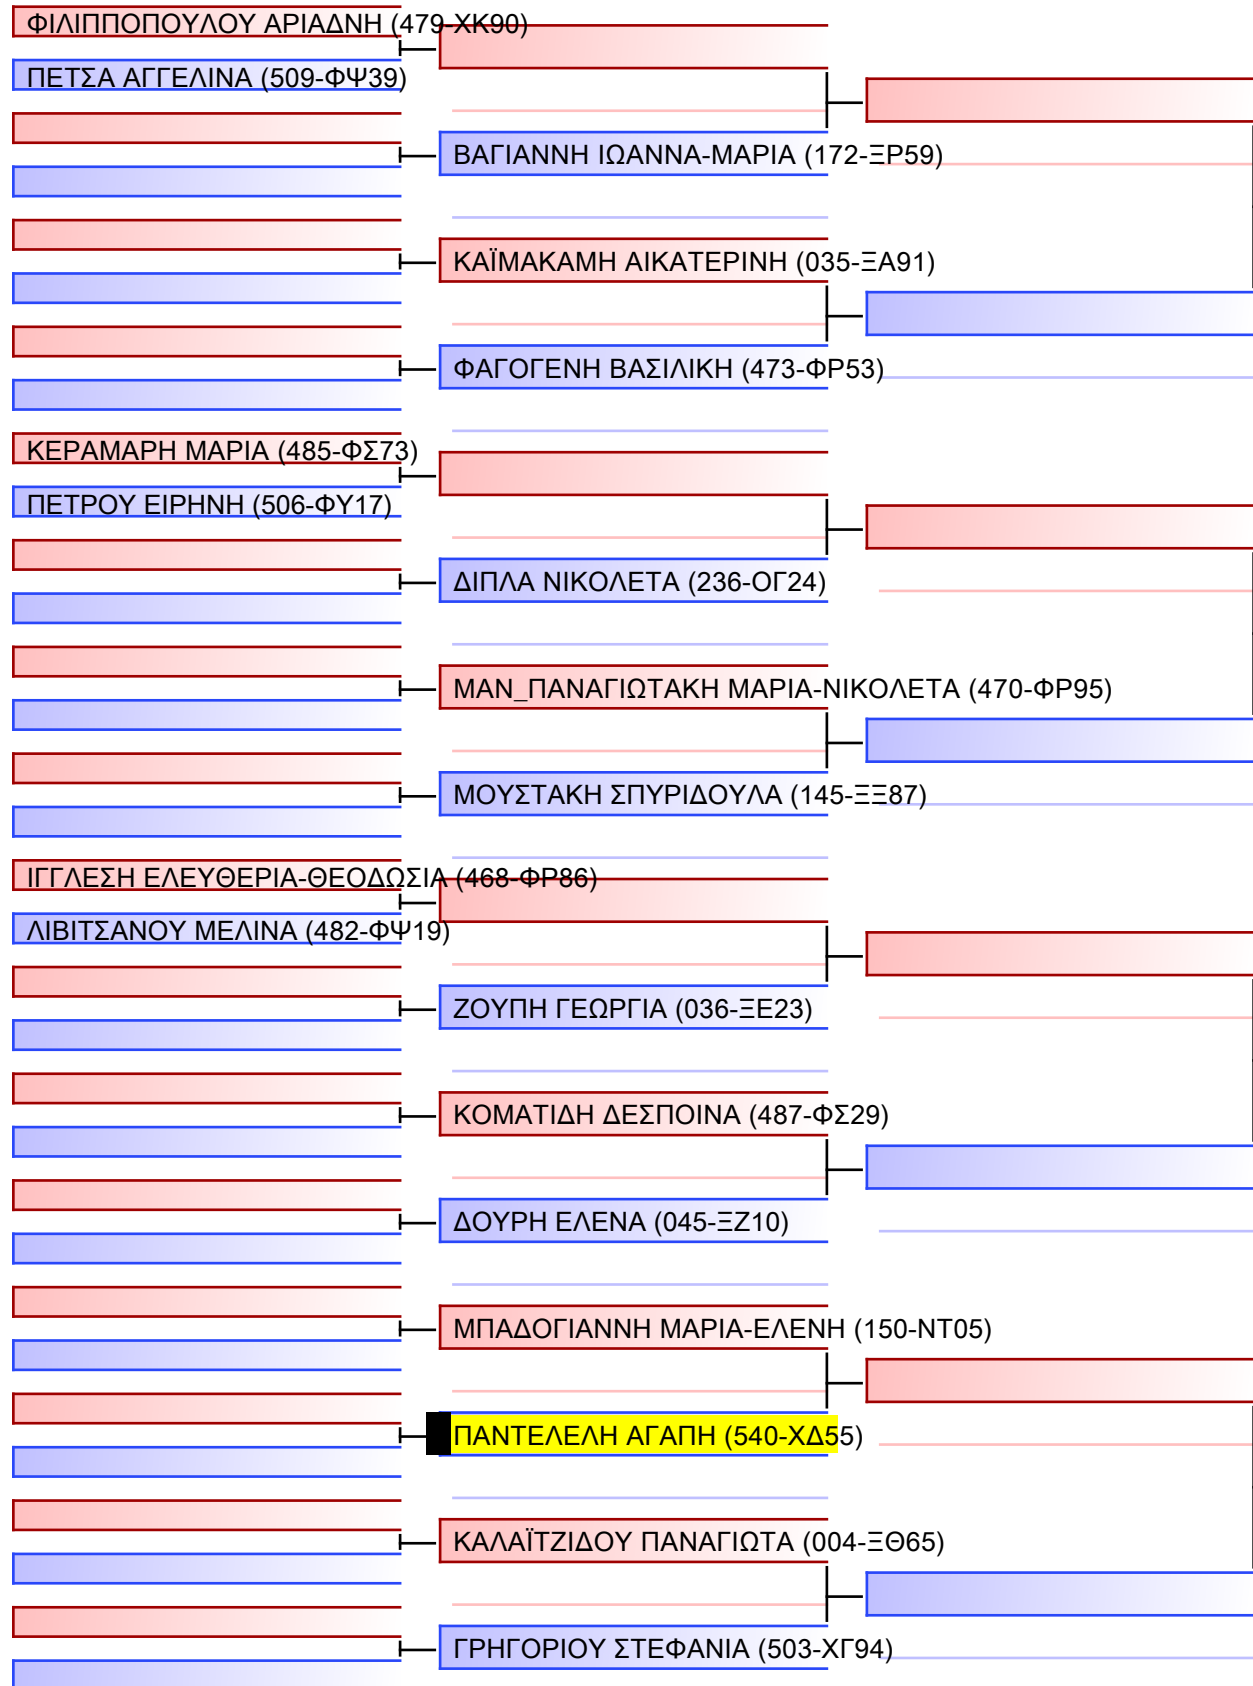 ΦΙΛΙΠΠΟΠΟΥΛΟΥ ΑΡΙΑΔΝΗ (479-ΧΚ90)
ΠΕΤΣΑ ΑΓΓΕΛΙΝΑ (509-ΦΨ39)
ΒΑΓΙΑΝΝΗ ΙΩΑΝΝΑ-ΜΑΡΙΑ (172-ΞΡ59)
ΚΑΪΜΑΚΑΜΗ ΑΙΚΑΤΕΡΙΝΗ (035-ΞΑ91)
ΦΑΓΟΓΕΝΗ ΒΑΣΙΛΙΚΗ (473-ΦΡ53)
ΚΕΡΑΜΑΡΗ ΜΑΡΙΑ (485-ΦΣ73)
ΠΕΤΡΟΥ ΕΙΡΗΝΗ (506-ΦΥ17)
ΔΙΠΛΑ ΝΙΚΟΛΕΤΑ (236-ΟΓ24)
ΜΑΝ_ΠΑΝΑΓΙΩΤΑΚΗ ΜΑΡΙΑ-ΝΙΚΟΛΕΤΑ (470-ΦΡ95)
ΜΟΥΣΤΑΚΗ ΣΠΥΡΙΔΟΥΛΑ (145-ΞΞ87)
ΙΓΓΛΕΣΗ ΕΛΕΥΘΕΡΙΑ-ΘΕΟΔΩΣΙΑ (468-ΦΡ86)
ΛΙΒΙΤΣΑΝΟΥ ΜΕΛΙΝΑ (482-ΦΨ19)
ΖΟΥΠΗ ΓΕΩΡΓΙΑ (036-ΞΕ23)
ΚΟΜΑΤΙΔΗ ΔΕΣΠΟΙΝΑ (487-ΦΣ29)
ΔΟΥΡΗ ΕΛΕΝΑ (045-ΞΖ10)
ΜΠΑΔΟΓΙΑΝΝΗ ΜΑΡΙΑ-ΕΛΕΝΗ (150-ΝΤ05)
ΠΑΝΤΕΛΕΛΗ ΑΓΑΠΗ (540-ΧΔ55)
ΚΑΛΑΪΤΖΙΔΟΥ ΠΑΝΑΓΙΩΤΑ (004-ΞΘ65)
ΓΡΗΓΟΡΙΟΥ ΣΤΕΦΑΝΙΑ (503-ΧΓ94)